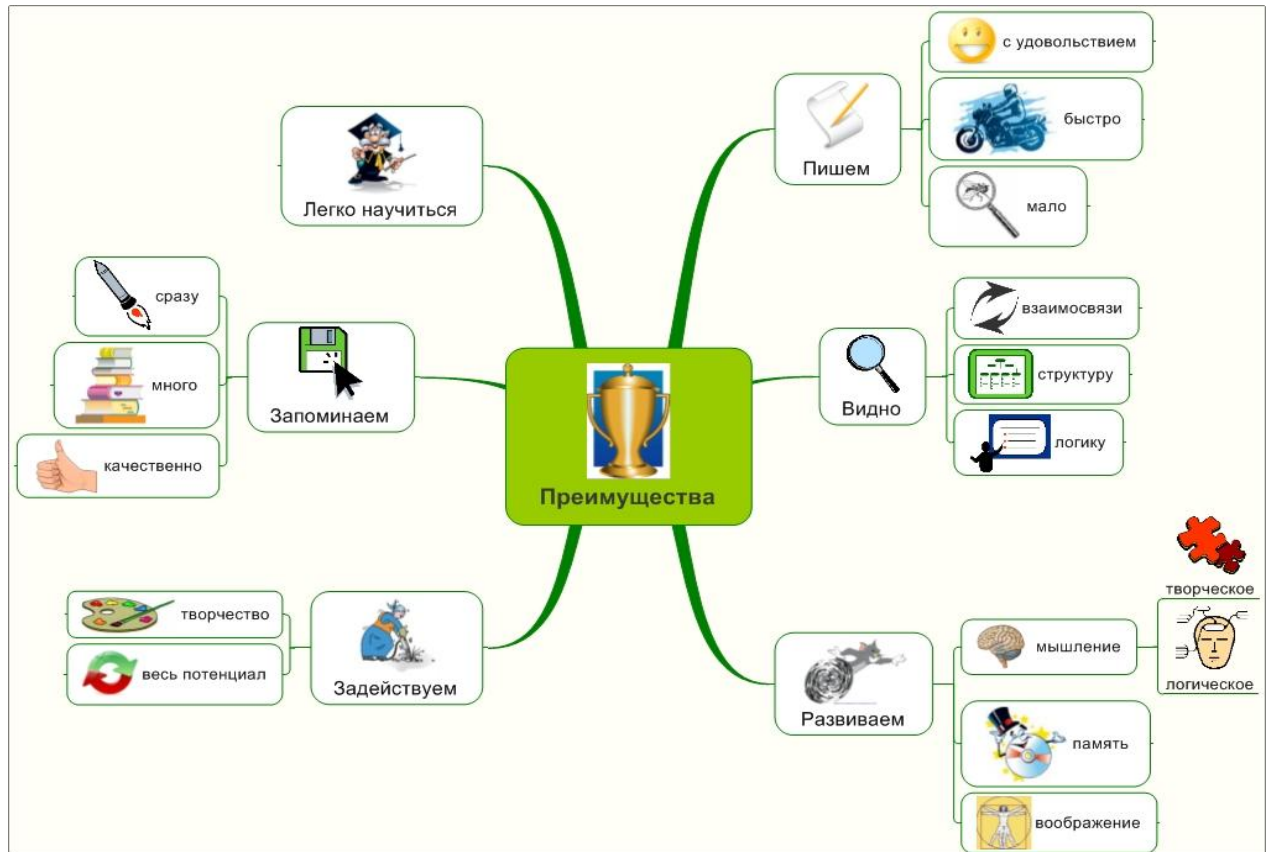 Преимущества
Пишем
с удовольствием
быстро
мало
Видно
взаимосвязи
структуру
логику
Развиваем
мышление
творческое
логическое
память
воображение
Задействуем
творчество
весь потенциал
Запоминаем
сразу
много
качественно
Легко научиться